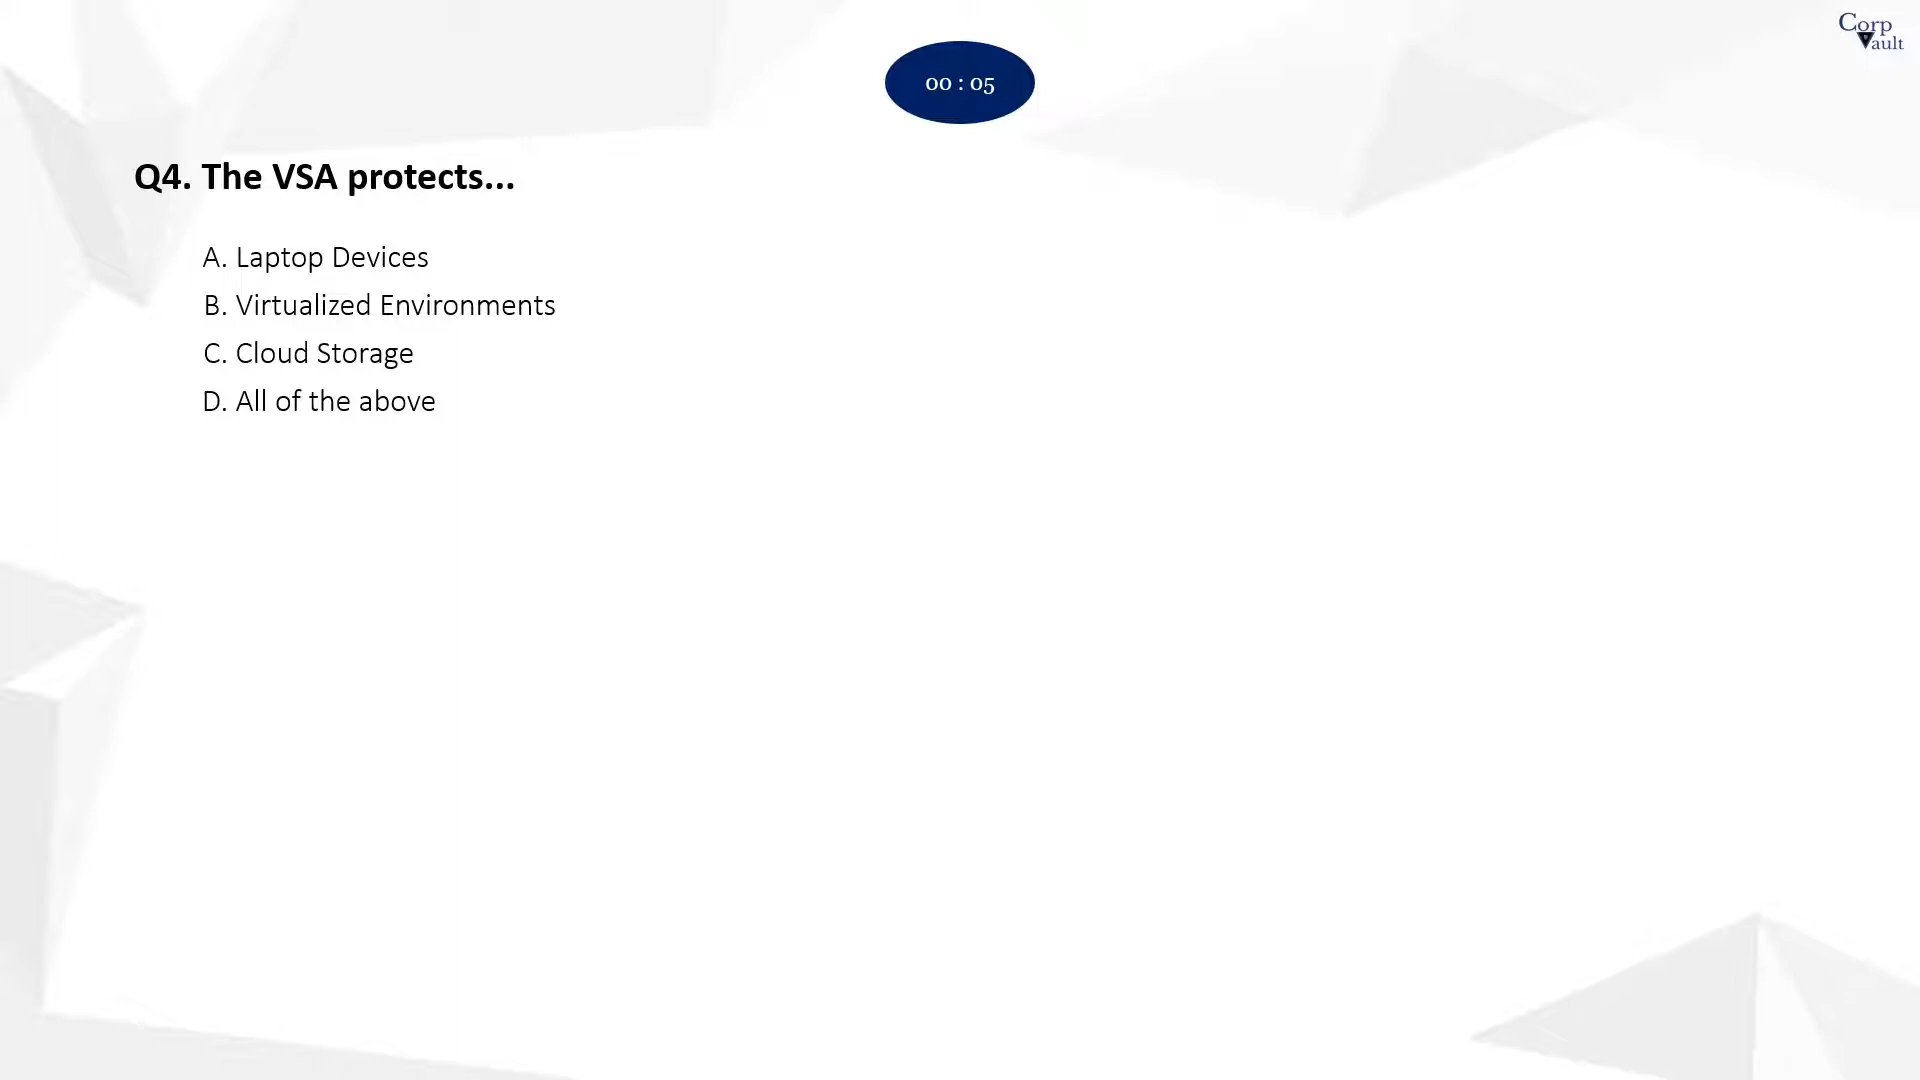 Corp
Vault
00 : 05
Q4. The VSA protects...
A. Laptop Devices
B. Virtualized Environments
C. Cloud Storage
D. All of the above